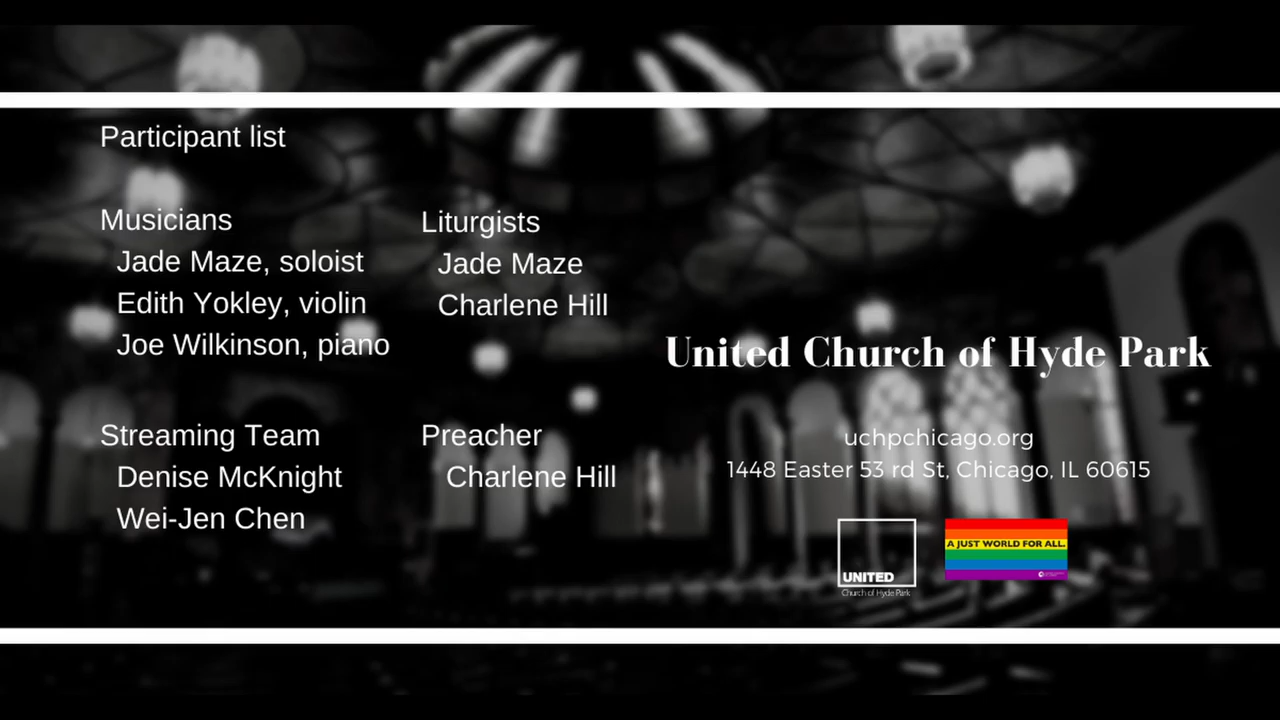 Participant list
Musicians
Jade Maze, soloist
Edith Yokley, violin
Joe Wilkinson, piano
Liturgists
Jade Maze
Charlene Hill
Streaming Team
Denise McKnight
Wei-Jen Chen
Preacher
Charlene Hill
United Church of Hyde Park
uchpchicago.org
1448 Easter 53 rd St, Chicago, IL 60615
UNITED
Church of Hyde Park
A JUST WORLD FOR ALL.